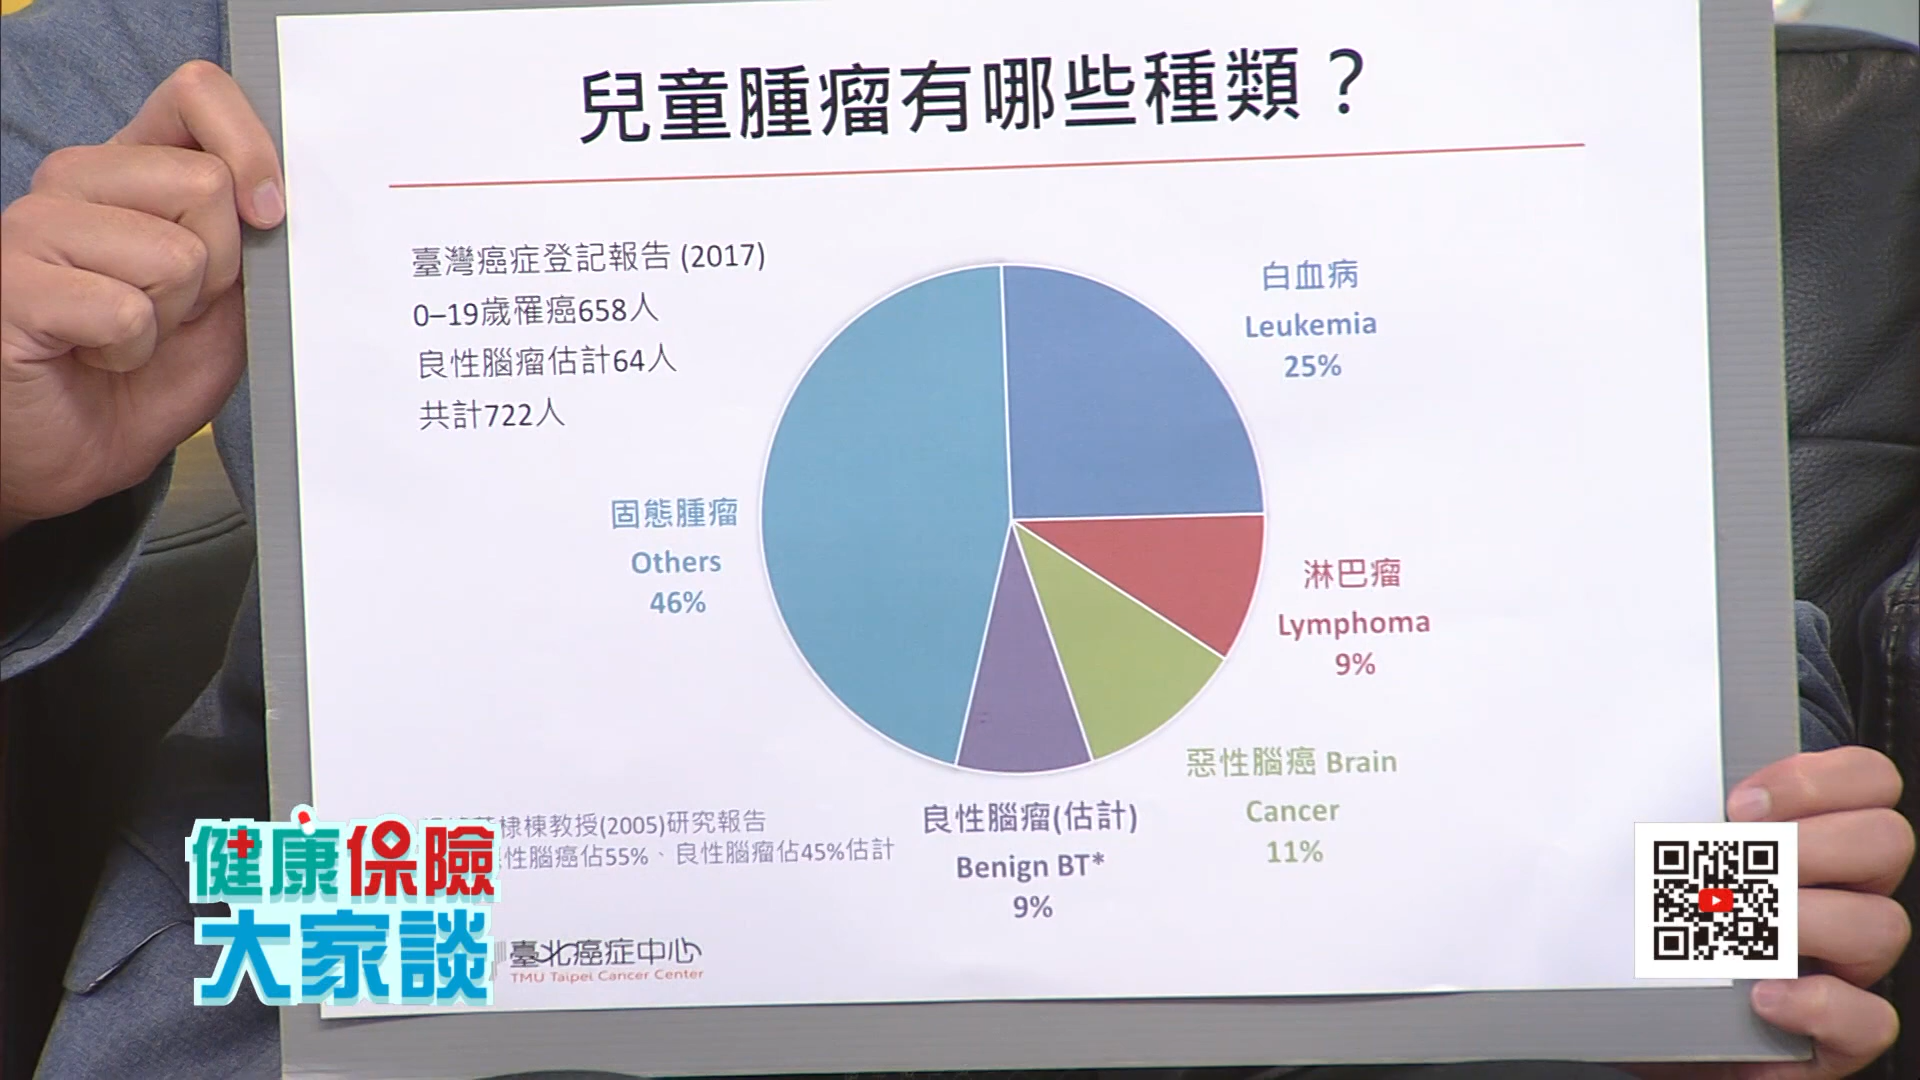 兒童腫瘤有哪些種類？
臺灣癌症登記報告 (2017)
0–19歲罹癌658人
良性腦瘤估計64人
共計722人
白血病
Leukemia
25%
固態腫瘤
Others
46%
淋巴瘤
Lymphoma
9%
惡性腦癌 Brain
Cancer
11%
良性腦瘤(估計)
Benign BT*
9%
棣棟教授(2005)研究報告
性腦癌佔55%、良性腦瘤佔45%估計
健康保險
大家談
臺北癌症中心
TMU Taipei Cancer Center